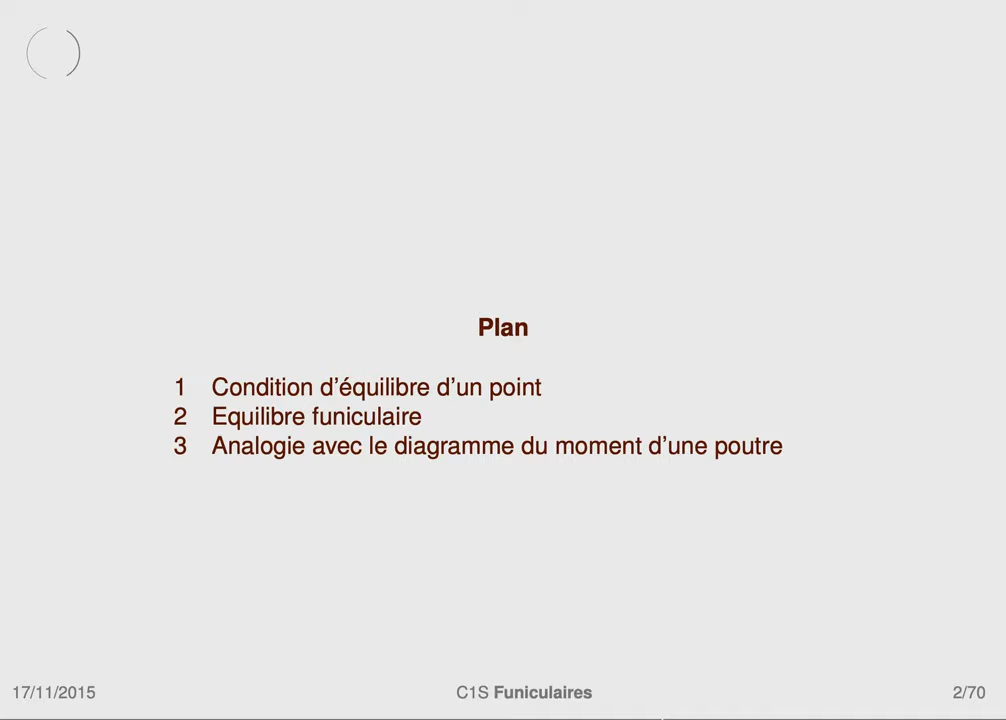 Plan
1 Condition d'équilibre d'un point
2 Equilibre funiculaire
3 Analogie avec le diagramme du moment d'une poutre
17/11/2015 C1S Funiculaires 2/70